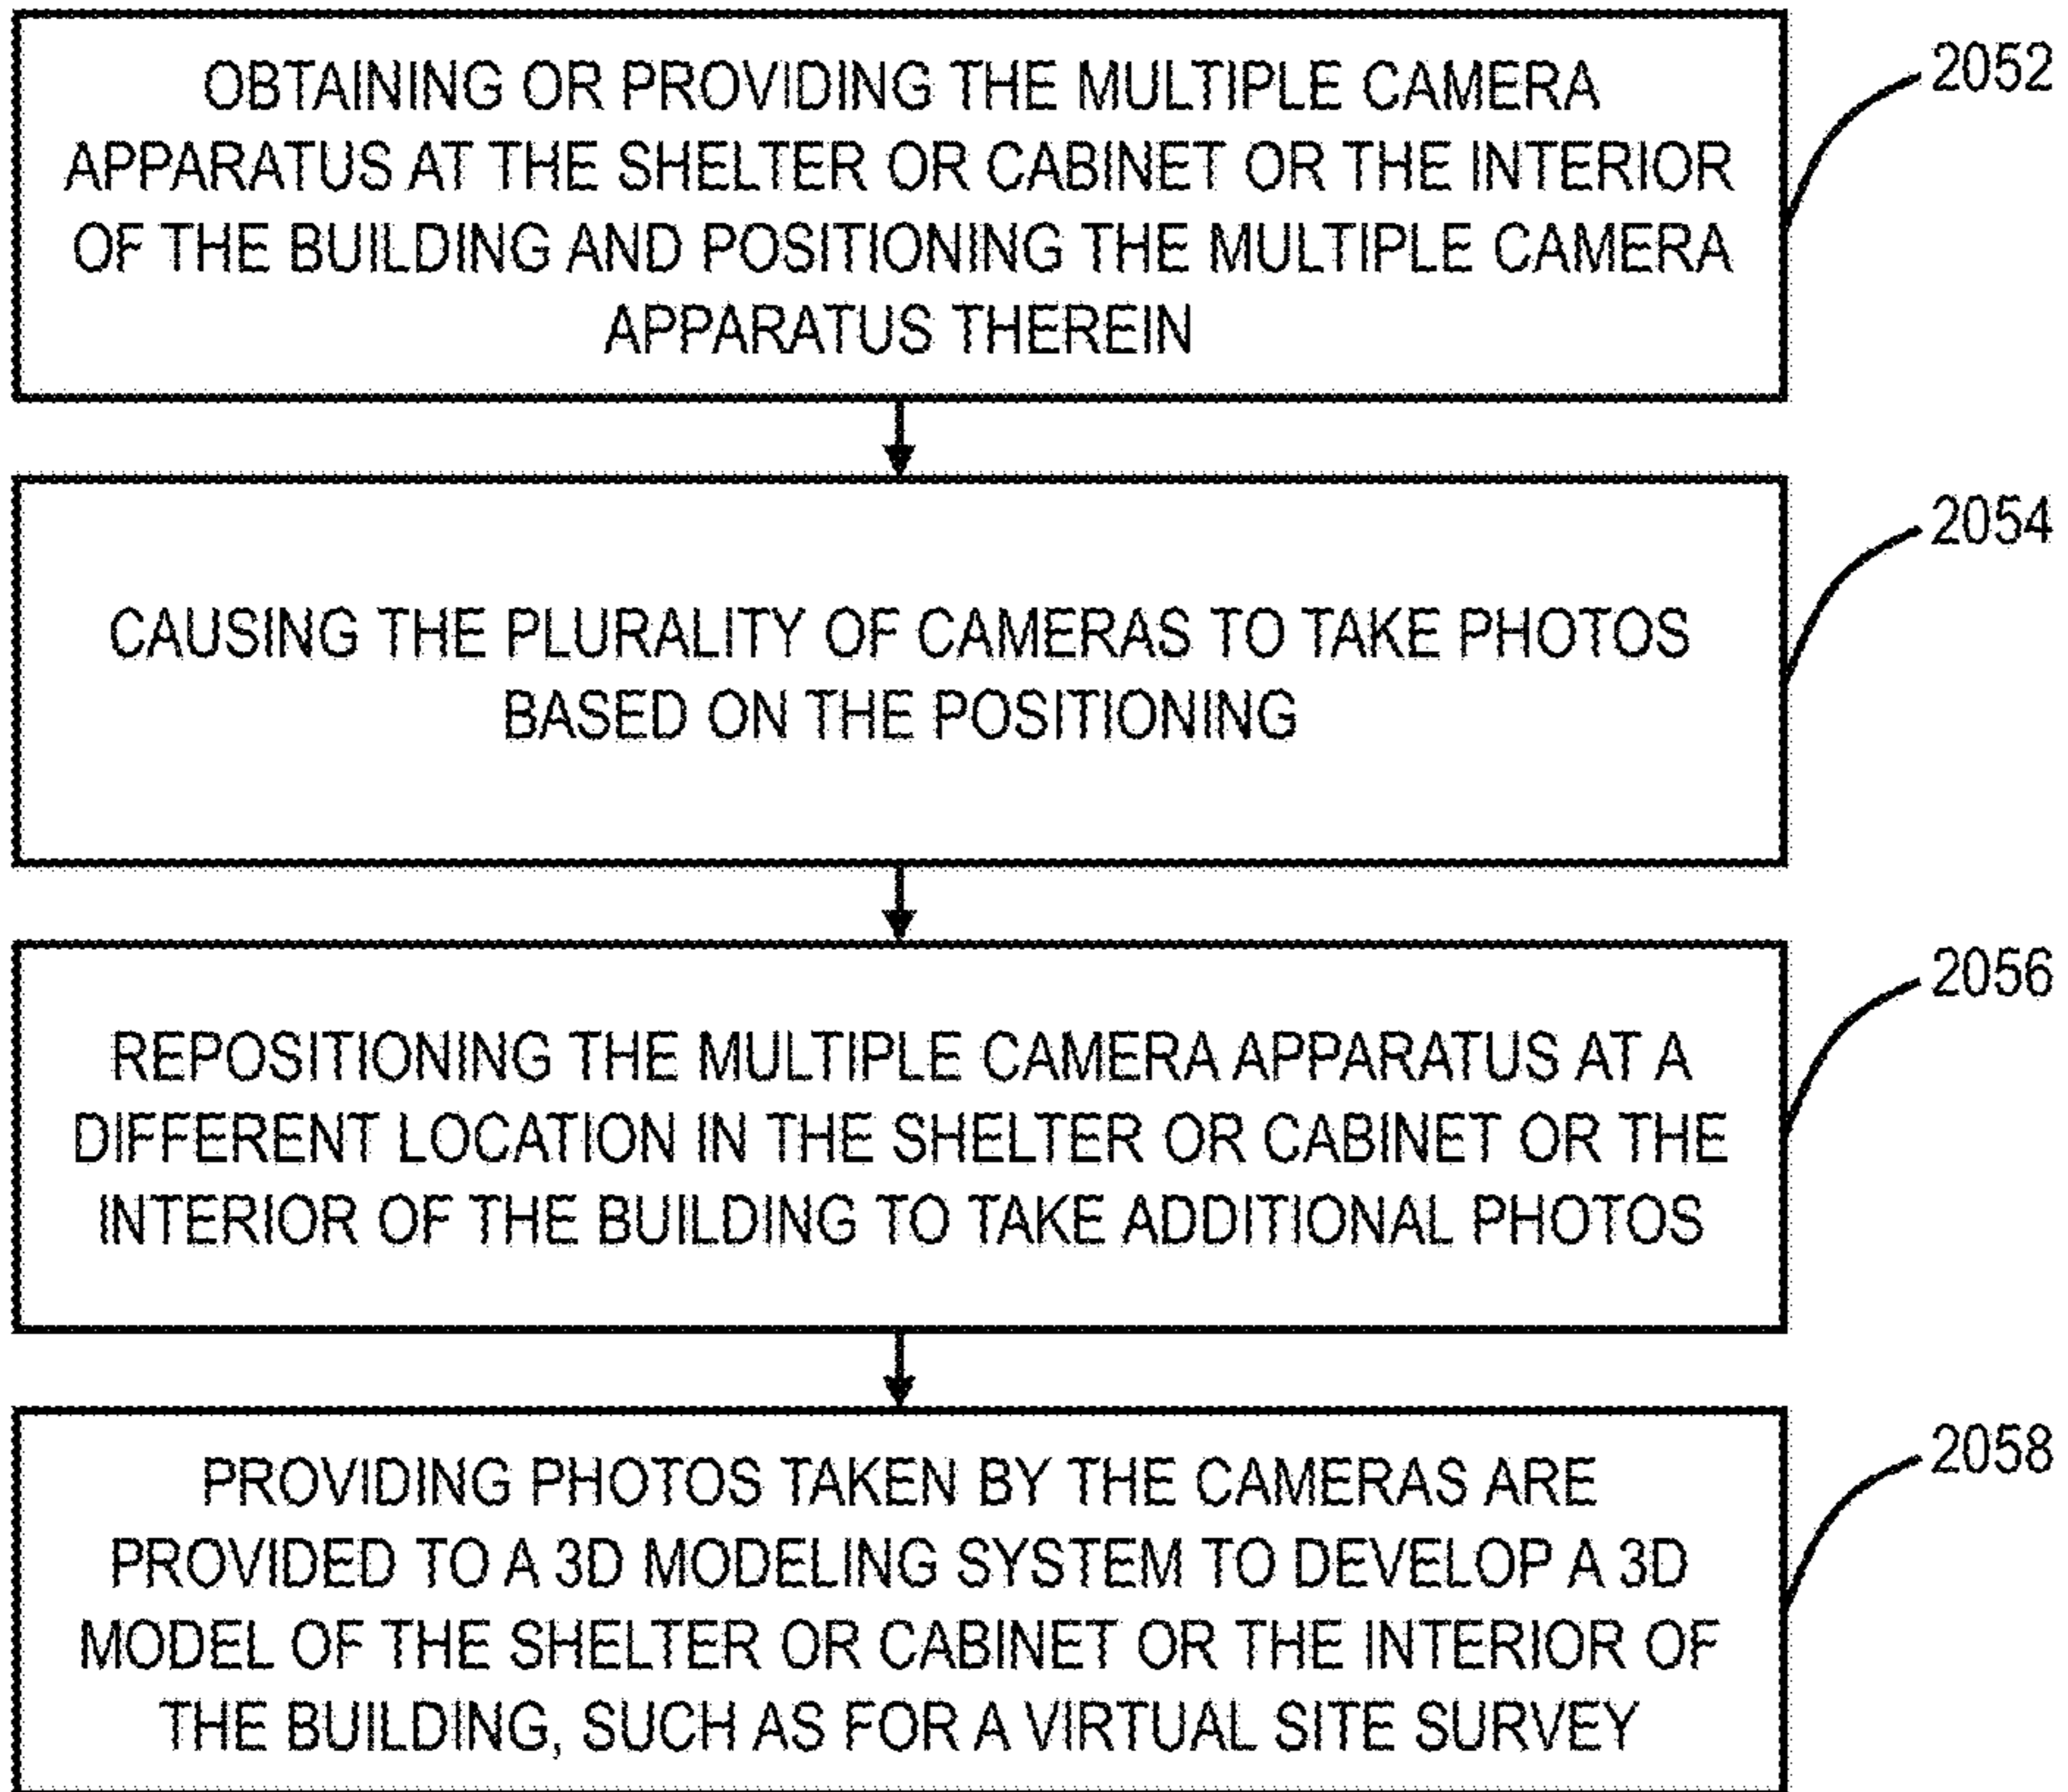 OBTAINING OR PROVIDING THE MULTIPLE CAMERA
APPARATUS AT THE SHELTER OR CABINET OR THE INTERIOR
OF THE BUILDING AND POSITIONING THE MULTIPLE CAMERA
APPARATUS THEREIN
2052
CAUSING THE PLURALITY OF CAMERAS TO TAKE PHOTOS
BASED ON THE POSITIONING
2054
REPOSITIONING THE MULTIPLE CAMERA APPARATUS AT A
DIFFERENT LOCATION IN THE SHELTER OR CABINET OR THE
INTERIOR OF THE BUILDING TO TAKE ADDITIONAL PHOTOS
2056
PROVIDING PHOTOS TAKEN BY THE CAMERAS ARE
PROVIDED TO A 3D MODELING SYSTEM TO DEVELOP A 3D
MODEL OF THE SHELTER OR CABINET OR THE INTERIOR OF
THE BUILDING, SUCH AS FOR A VIRTUAL SITE SURVEY
2058